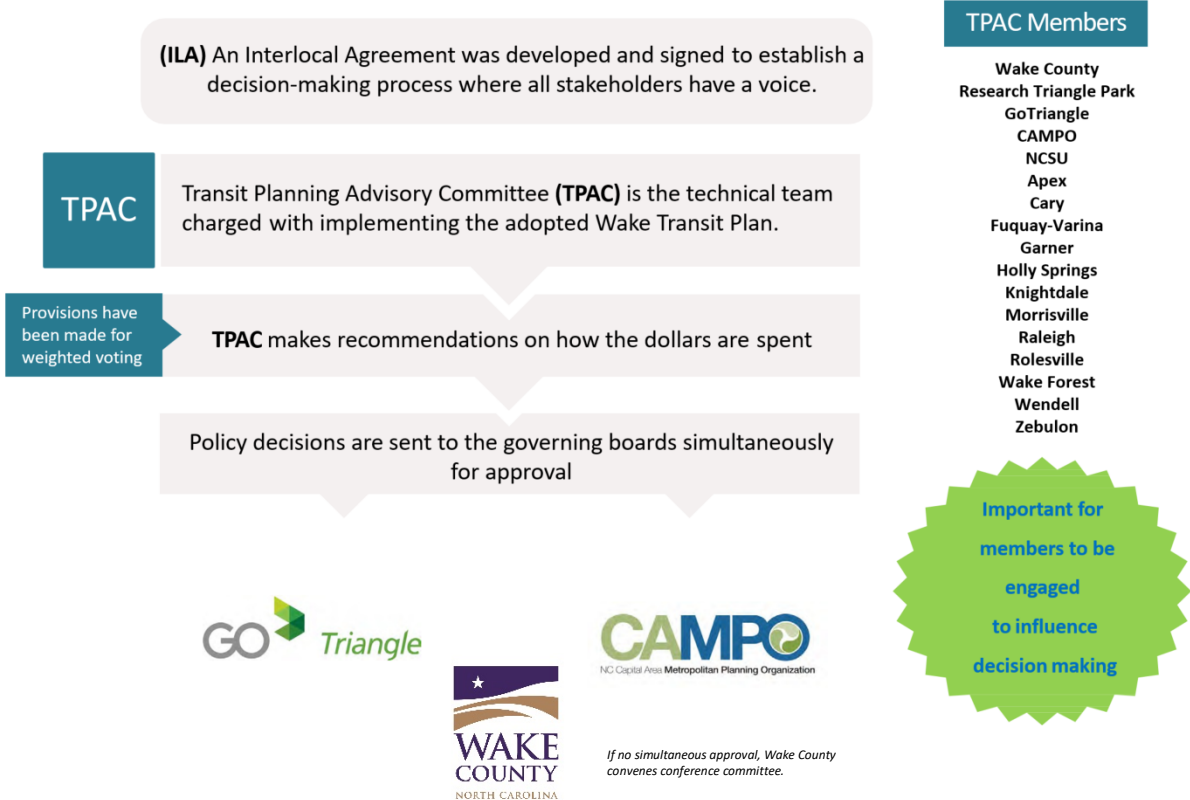 (ILA) An Interlocal Agreement was developed and signed to establish a
decision-making process where all stakeholders have a voice.
TPAC
Transit Planning Advisory Committee (TPAC) is the technical team
charged with implementing the adopted Wake Transit Plan.
Provisions have
been made for
weighted voting
TPAC makes recommendations on how the dollars are spent
Policy decisions are sent to the governing boards simultaneously
for approval
GO Triangle
CAMPO
NC Capital Area Metropolitan Planning Organization
WAKE
COUNTY
NORTH CAROLINA
If no simultaneous approval, Wake County
convenes conference committee.
TPAC Members
Wake County
Research Triangle Park
GoTriangle
CAMPO
NCSU
Apex
Cary
Fuquay-Varina
Garner
Holly Springs
Knightdale
Morrisville
Raleigh
Rolesville
Wake Forest
Wendell
Zebulon
Important for
members to be
engaged
to influence
decision making